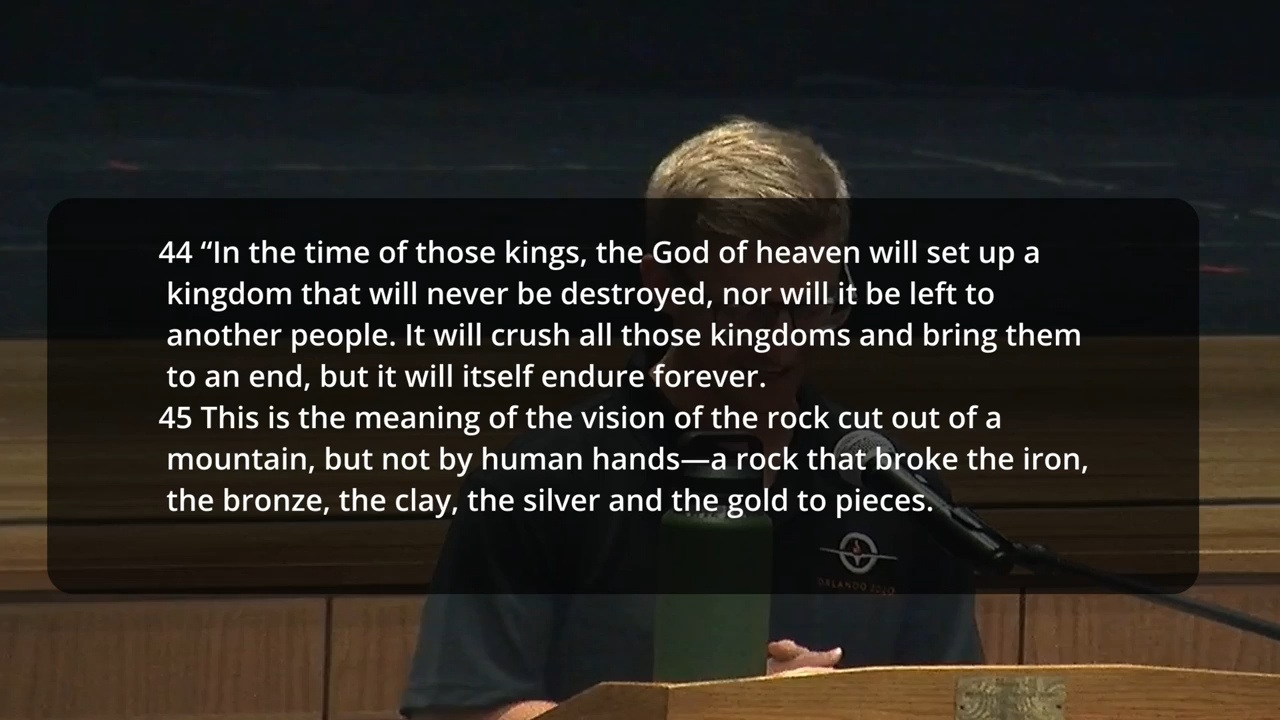 44 “In the time of those kings, the God of heaven will set up a
kingdom that will never be destroyed, nor will it be left to
another people. It will crush all those kingdoms and bring them
to an end, but it will itself endure forever.
45 This is the meaning of the vision of the rock cut out of a
mountain, but not by human hands—a rock that broke the iron,
the bronze, the clay, the silver and the gold to pieces.
ORLANDO 2020